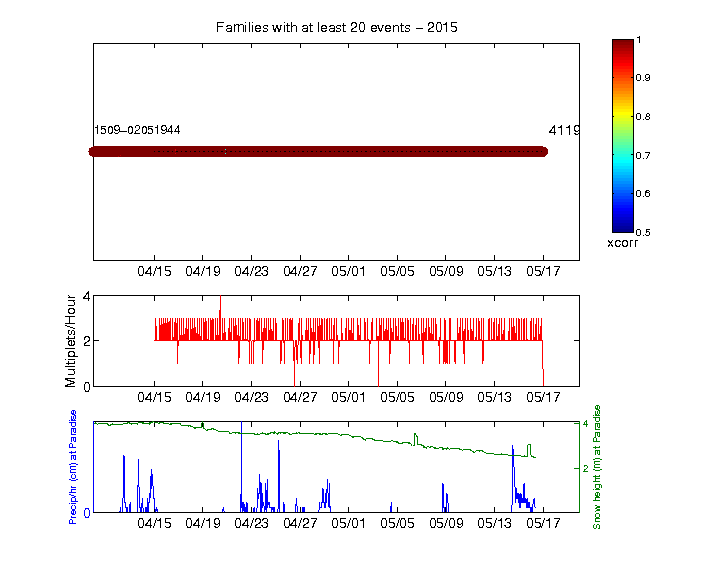 Families with at least 20 events – 2015
1509–02051944
4119
1
0.9
0.8
0.7
0.6
0.5
xcorr
04/15 04/19 04/23 04/27 05/01 05/05 05/09 05/13 05/17
Multiplets/Hour
4
2
0
04/15 04/19 04/23 04/27 05/01 05/05 05/09 05/13 05/17
Precip/hr (cm) at Paradise
0
4
2
Snow height (m) at Paradise
04/15 04/19 04/23 04/27 05/01 05/05 05/09 05/13 05/17